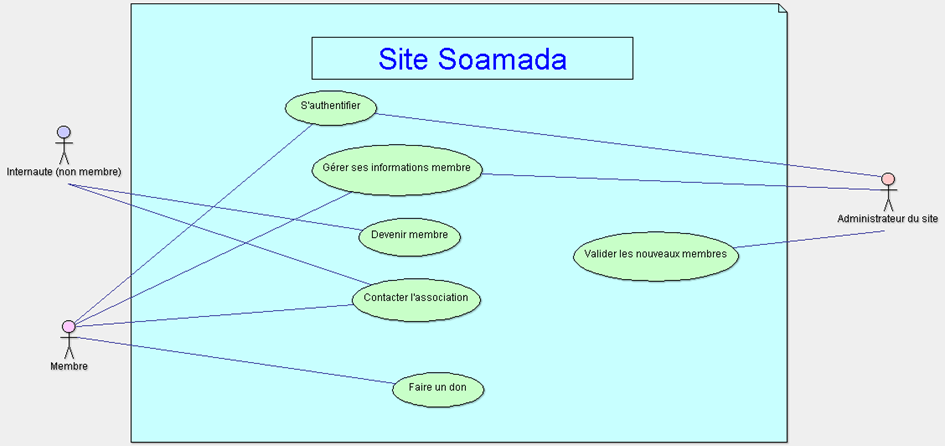 Site Soamada
S'authentifier
Internaute (non membre)
Gérer ses informations membre
Administrateur du site
Devenir membre
Valider les nouveaux membres
Contacter l'association
Membre
Faire un don